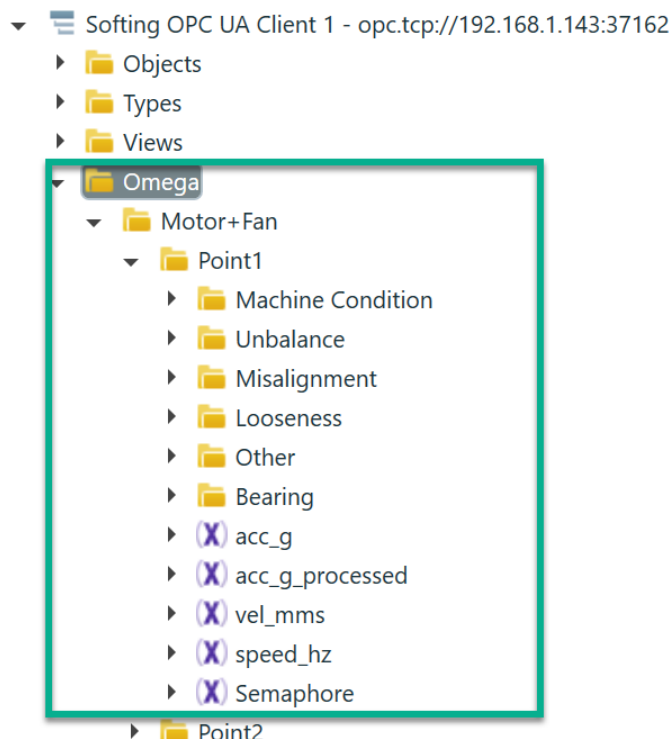 Softing OPC UA Client 1 - opc.tcp://192.168.1.143:37162
Objects
Types
Views
Omega
Motor+Fan
Point1
Machine Condition
Unbalance
Misalignment
Looseness
Other
Bearing
(X) acc_g
(X) acc_g_processed
(X) vel_mms
(X) speed_hz
(X) Semaphore
Point2